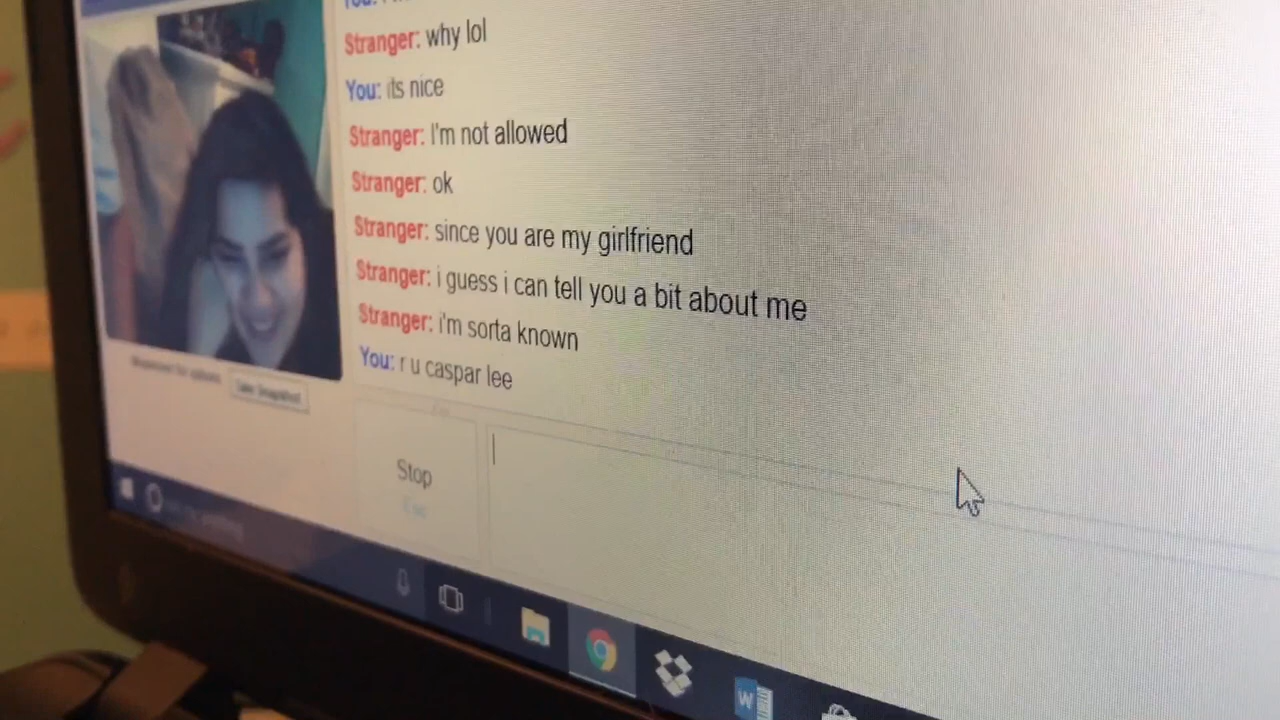 Stranger: why lol
You: its nice
Stranger: I'm not allowed
Stranger: ok
Stranger: since you are my girlfriend
Stranger: i guess i can tell you a bit about me
Stranger: i'm sorta known
You: r u caspar lee
Stop
Esc
W